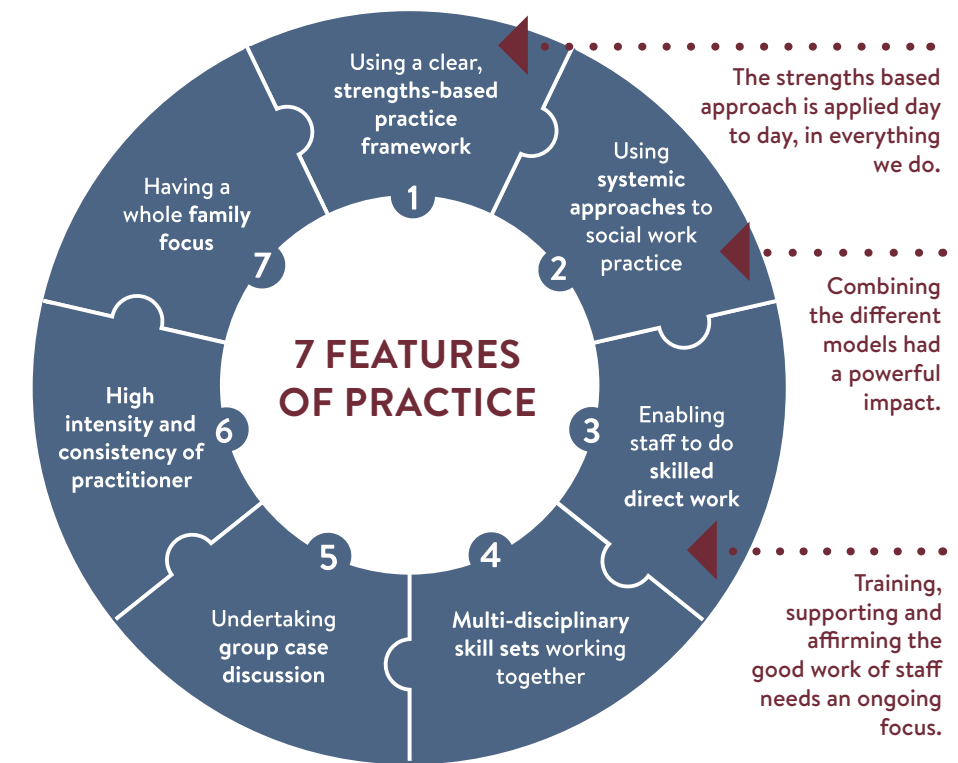 7 FEATURES
OF PRACTICE
1
Using a clear,
strengths-based
practice
framework
The strengths based
approach is applied day
to day, in everything
we do.
2
Using
systemic
approaches to
social work
practice
Combining
the different
models had
a powerful
impact.
3
Enabling
staff to do
skilled
direct work
Training,
supporting and
affirming the
good work of staff
needs an ongoing
focus.
4
Multi-disciplinary
skill sets working
together
5
Undertaking
group case
discussion
6
High
intensity and
consistency of
practitioner
7
Having a
whole family
focus